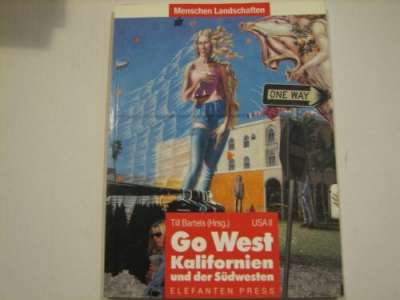 Menschen Landschaften
ONE WAY
Till Bartels (Hrsg.) USA II
Go West
Kalifornien
und der Südwesten
ELEFANTEN PRESS